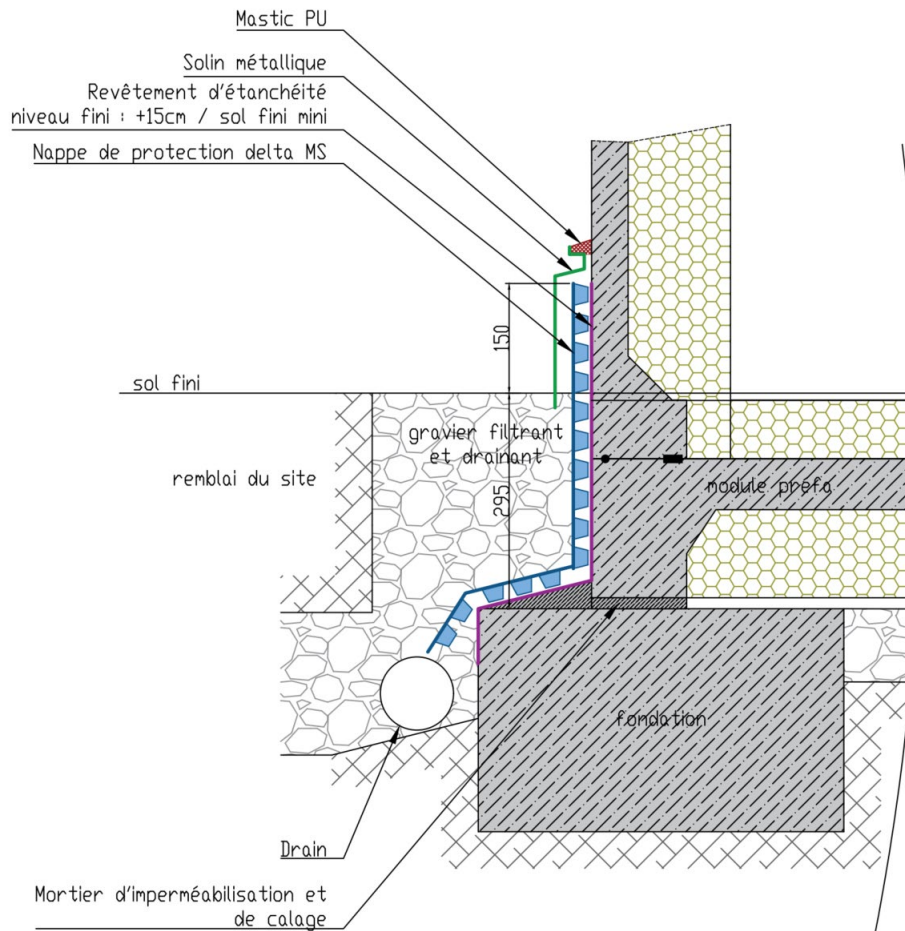 Mastic PU
Solin métallique
Revêtement d'étanchéité
niveau fini : +15cm / sol fini mini
Nappe de protection delta MS
150
sol fini
gravier filtrant
et drainant
remblai du site
295
module préfa
fondation
Drain
Mortier d'imperméabilisation et
de calage